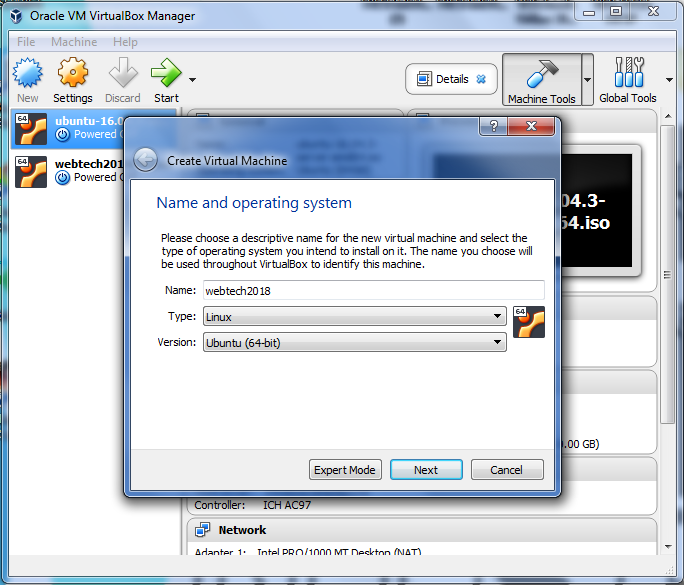 Oracle VM VirtualBox Manager
File Machine Help
New Settings Discard Start
Details
Machine Tools
Global Tools
64
ubuntu-16.0
Powered
64
webtech201
Powered
Create Virtual Machine
04.3-
64.iso
Name and operating system
Please choose a descriptive name for the new virtual machine and select the
type of operating system you intend to install on it. The name you choose will
be used throughout VirtualBox to identify this machine.
Name: webtech2018
Type: Linux
64
Version: Ubuntu (64-bit)
.00 GB)
Expert Mode Next Cancel
Controller: ICH AC97
Network
Adapter 1: Intel PRO/1000 MT Desktop (NAT)